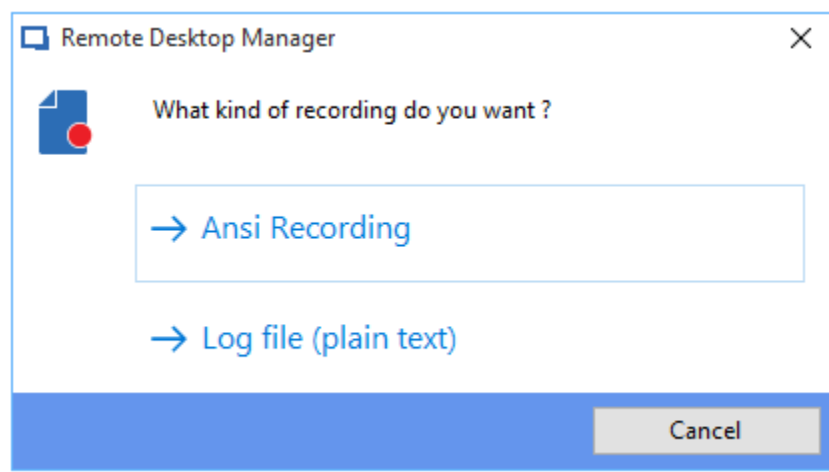 Remote Desktop Manager
What kind of recording do you want ?
→ Ansi Recording
→ Log file (plain text)
Cancel